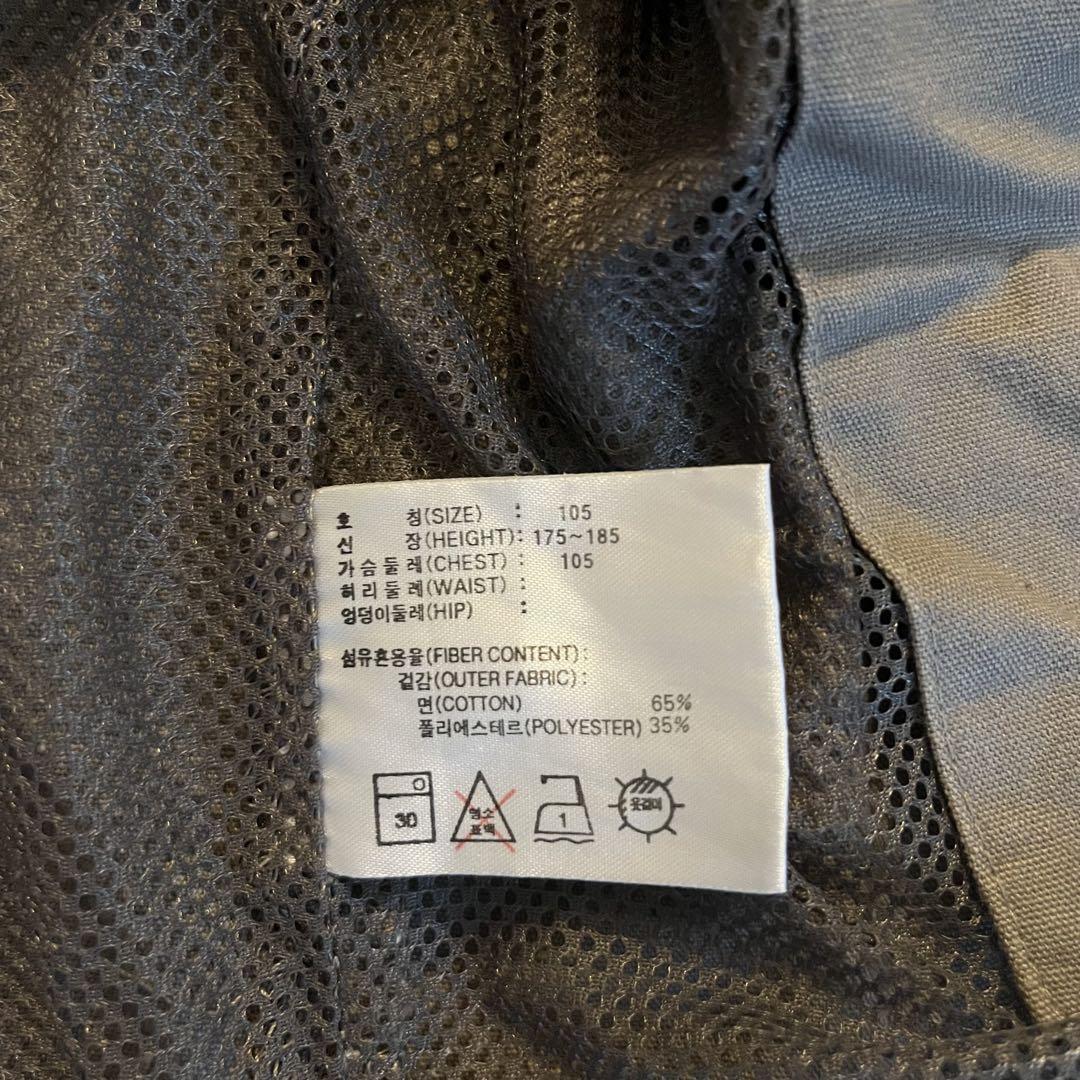 호 칭(SIZE) : 105
신 장(HEIGHT): 175~185
가슴둘레(CHEST) : 105
허리둘레(WAIST) :
엉덩이둘레(HIP) :
섬유혼용율(FIBER CONTENT):
겉감(OUTER FABRIC):
면(COTTON) 65%
폴리에스테르(POLYESTER) 35%
30
염소
표백
1
옷걸이